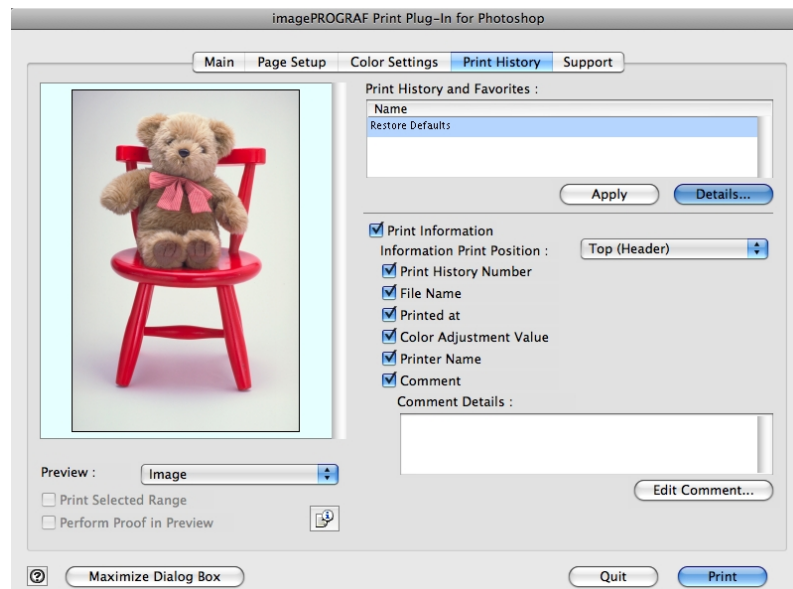 imagePROGRAF Print Plug-In for Photoshop
Main Page Setup Color Settings Print History Support
Print History and Favorites :
Name
Restore Defaults
Apply Details...
Print Information
Information Print Position : Top (Header)
Print History Number
File Name
Printed at
Color Adjustment Value
Printer Name
Comment
Comment Details :
Edit Comment...
Preview : Image
Print Selected Range
Perform Proof in Preview
Maximize Dialog Box Quit Print